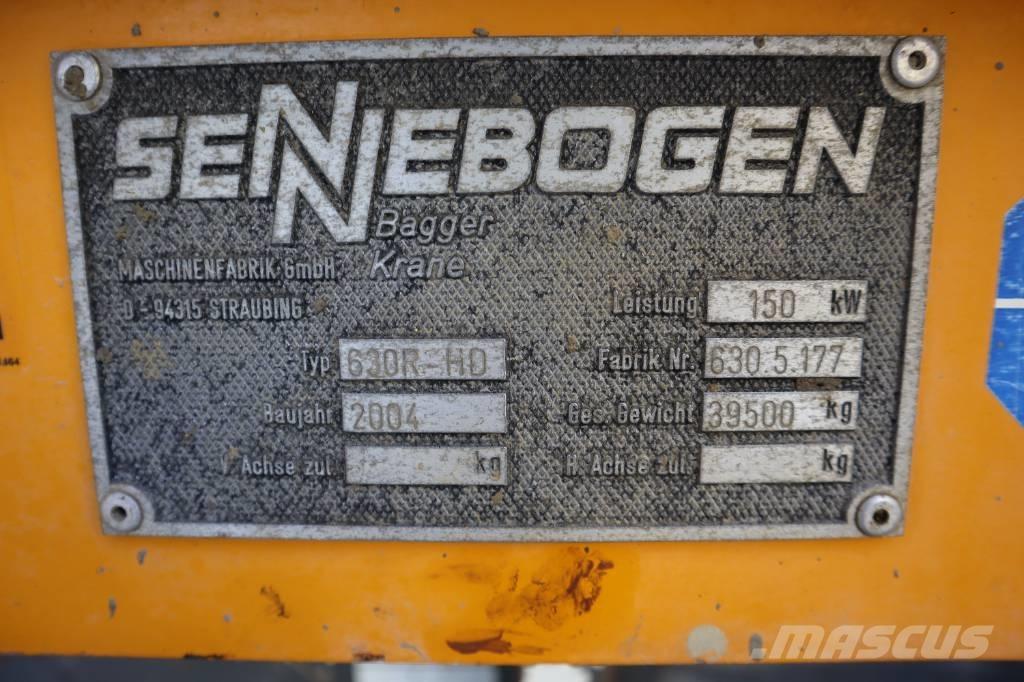 SENNEBOGEN
Bagger
Krane
MASCHINENFABRIK GmbH
D - 94315 STRAUBING
Leistung 150 kW
Typ 630R-HD
Fabrik Nr. 630.5.177
Baujahr 2004
Ges. Gewicht 39500 kg
V. Achse zul. kg
H. Achse zul. kg
MASCUS